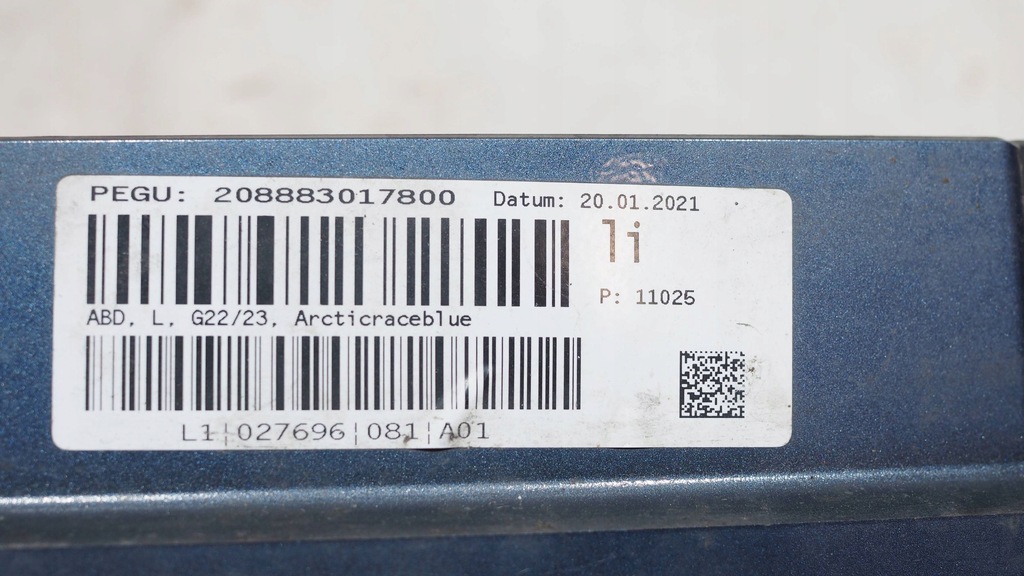 PEGU: 208883017800 Datum: 20.01.2021
li
P: 11025
ABD, L, G22/23, Arcticraceblue
L1|027696|081|A01